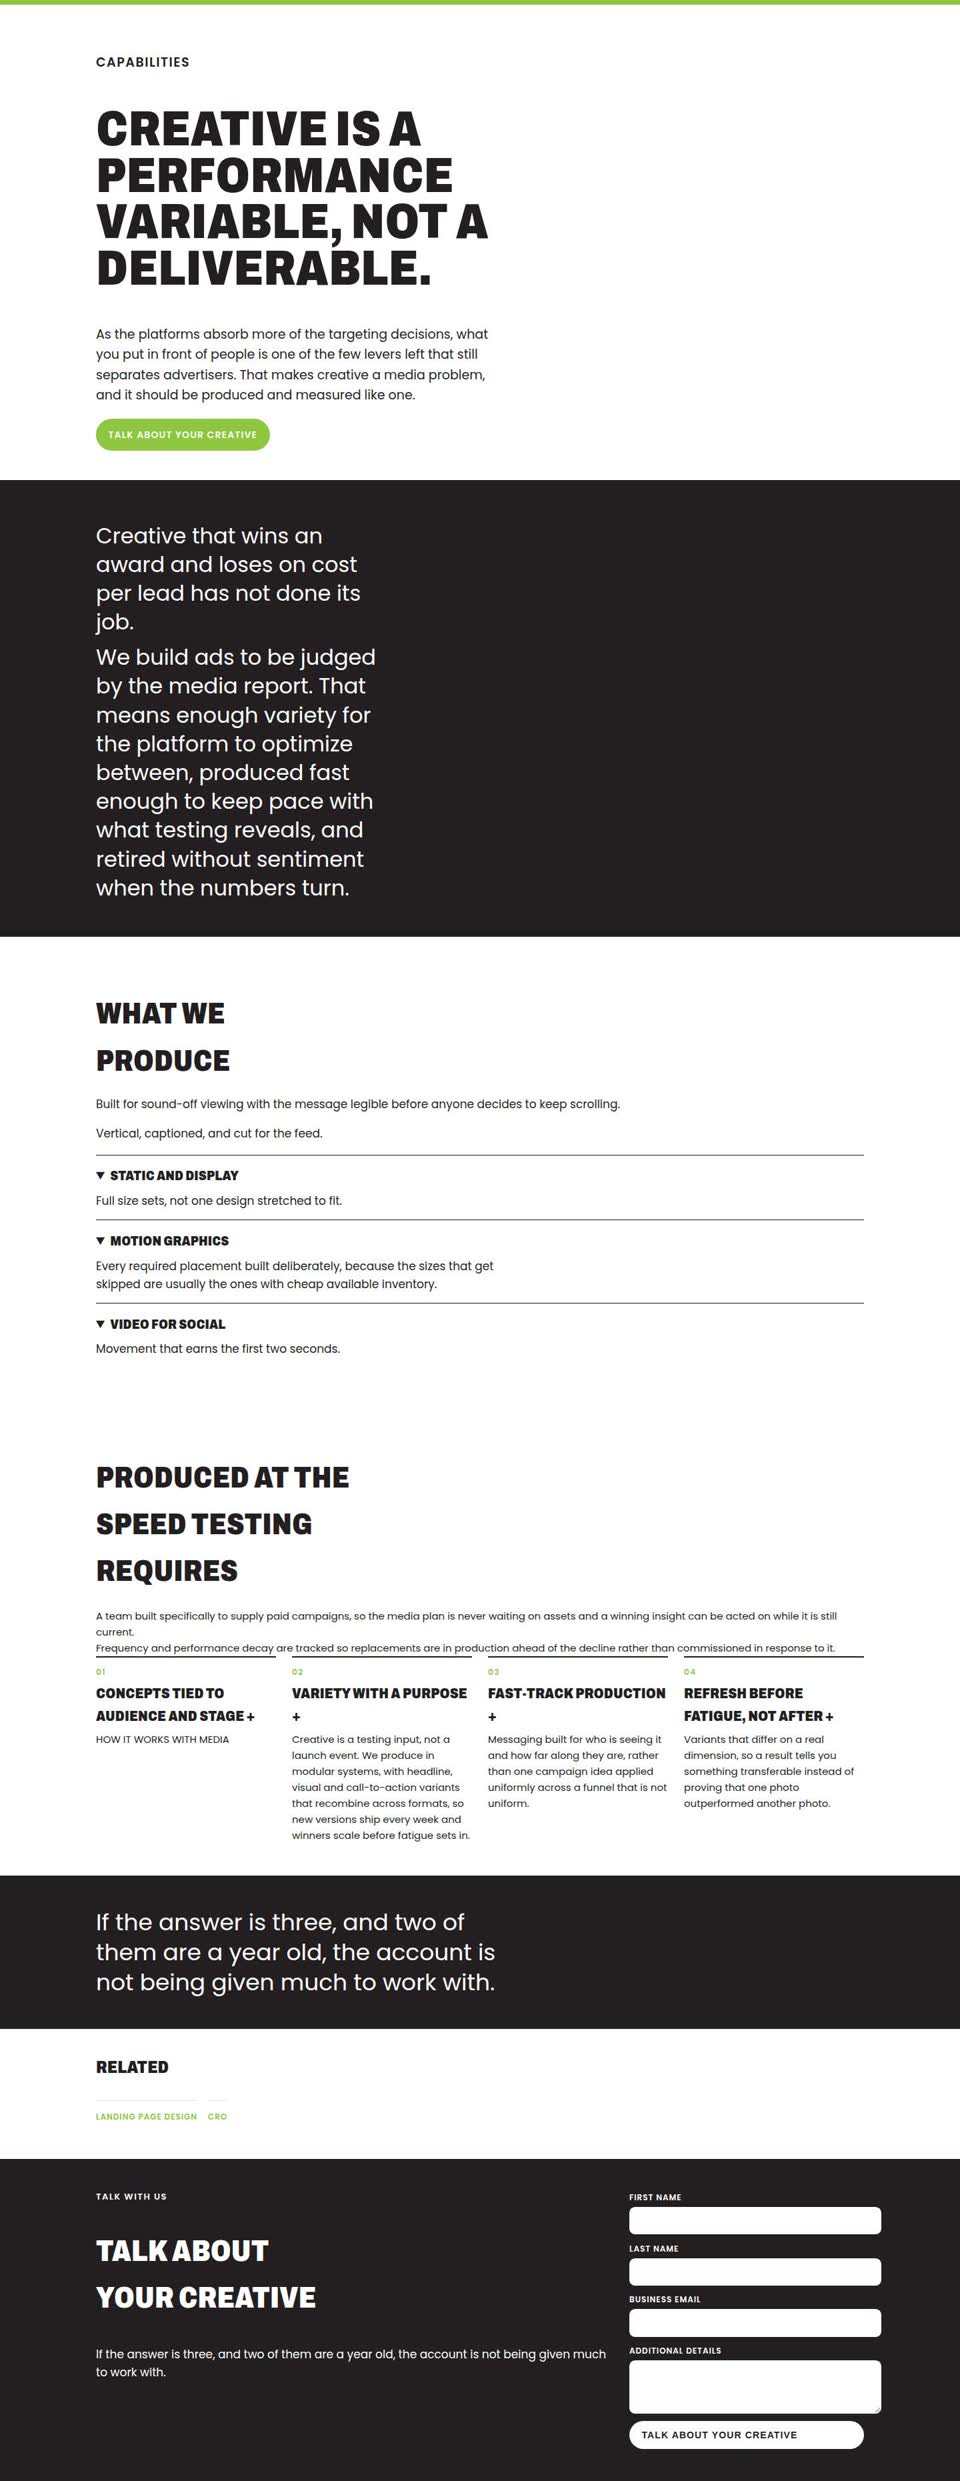 CAPABILITIES
CREATIVE IS A
PERFORMANCE
VARIABLE, NOT A
DELIVERABLE.
As the platforms absorb more of the targeting decisions, what
you put in front of people is one of the few levers left that still
separates advertisers. That makes creative a media problem,
and it should be produced and measured like one.
TALK ABOUT YOUR CREATIVE
Creative that wins an
award and loses on cost
per lead has not done its
job.
We build ads to be judged
by the media report. That
means enough variety for
the platform to optimize
between, produced fast
enough to keep pace with
what testing reveals, and
retired without sentiment
when the numbers turn.
WHAT WE
PRODUCE
Built for sound-off viewing with the message legible before anyone decides to keep scrolling.
Vertical, captioned, and cut for the feed.
▼ STATIC AND DISPLAY
Full size sets, not one design stretched to fit.
▼ MOTION GRAPHICS
Every required placement built deliberately, because the sizes that get
skipped are usually the ones with cheap available inventory.
▼ VIDEO FOR SOCIAL
Movement that earns the first two seconds.
PRODUCED AT THE
SPEED TESTING
REQUIRES
A team built specifically to supply paid campaigns, so the media plan is never waiting on assets and a winning insight can be acted on while it is still
current.
Frequency and performance decay are tracked so replacements are in production ahead of the decline rather than commissioned in response to it.
01
CONCEPTS TIED TO
AUDIENCE AND STAGE +
HOW IT WORKS WITH MEDIA
02
VARIETY WITH A PURPOSE
+
Creative is a testing input, not a
launch event. We produce in
modular systems, with headline,
visual and call-to-action variants
that recombine across formats, so
new versions ship every week and
winners scale before fatigue sets in.
03
FAST-TRACK PRODUCTION
+
Messaging built for who is seeing it
and how far along they are, rather
than one campaign idea applied
uniformly across a funnel that is not
uniform.
04
REFRESH BEFORE
FATIGUE, NOT AFTER +
Variants that differ on a real
dimension, so a result tells you
something transferable instead of
proving that one photo
outperformed another photo.
If the answer is three, and two of
them are a year old, the account is
not being given much to work with.
RELATED
LANDING PAGE DESIGN CRO
TALK WITH US
TALK ABOUT
YOUR CREATIVE
If the answer is three, and two of them are a year old, the account is not being given much
to work with.
FIRST NAME
LAST NAME
BUSINESS EMAIL
ADDITIONAL DETAILS
TALK ABOUT YOUR CREATIVE